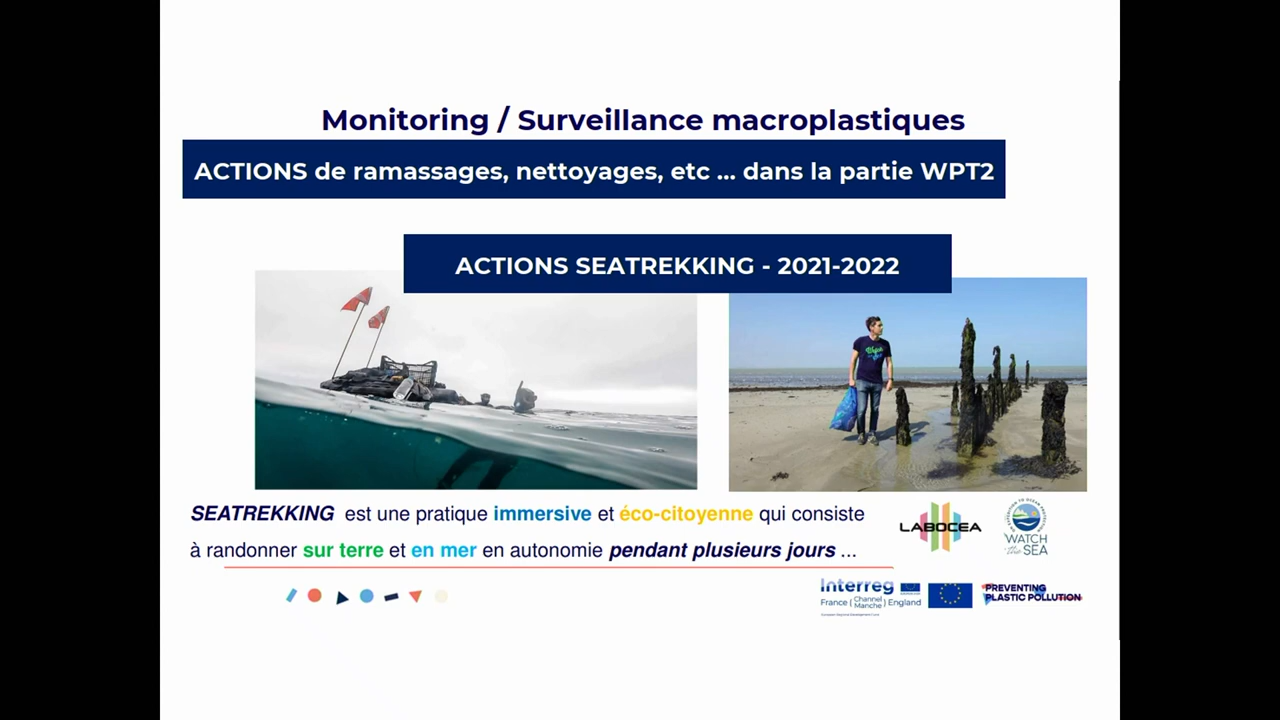 Monitoring / Surveillance macroplastiques
ACTIONS de ramassages, nettoyages, etc ... dans la partie WPT2
ACTIONS SEATREKKING - 2021-2022
SEATREKKING est une pratique immersive et éco-citoyenne qui consiste
à randonner sur terre et en mer en autonomie pendant plusieurs jours ...
LABOCEA
WATCH
the
SEA
Interreg
France ( Channel Manche ) England
PREVENTING
PLASTIC POLLUTION